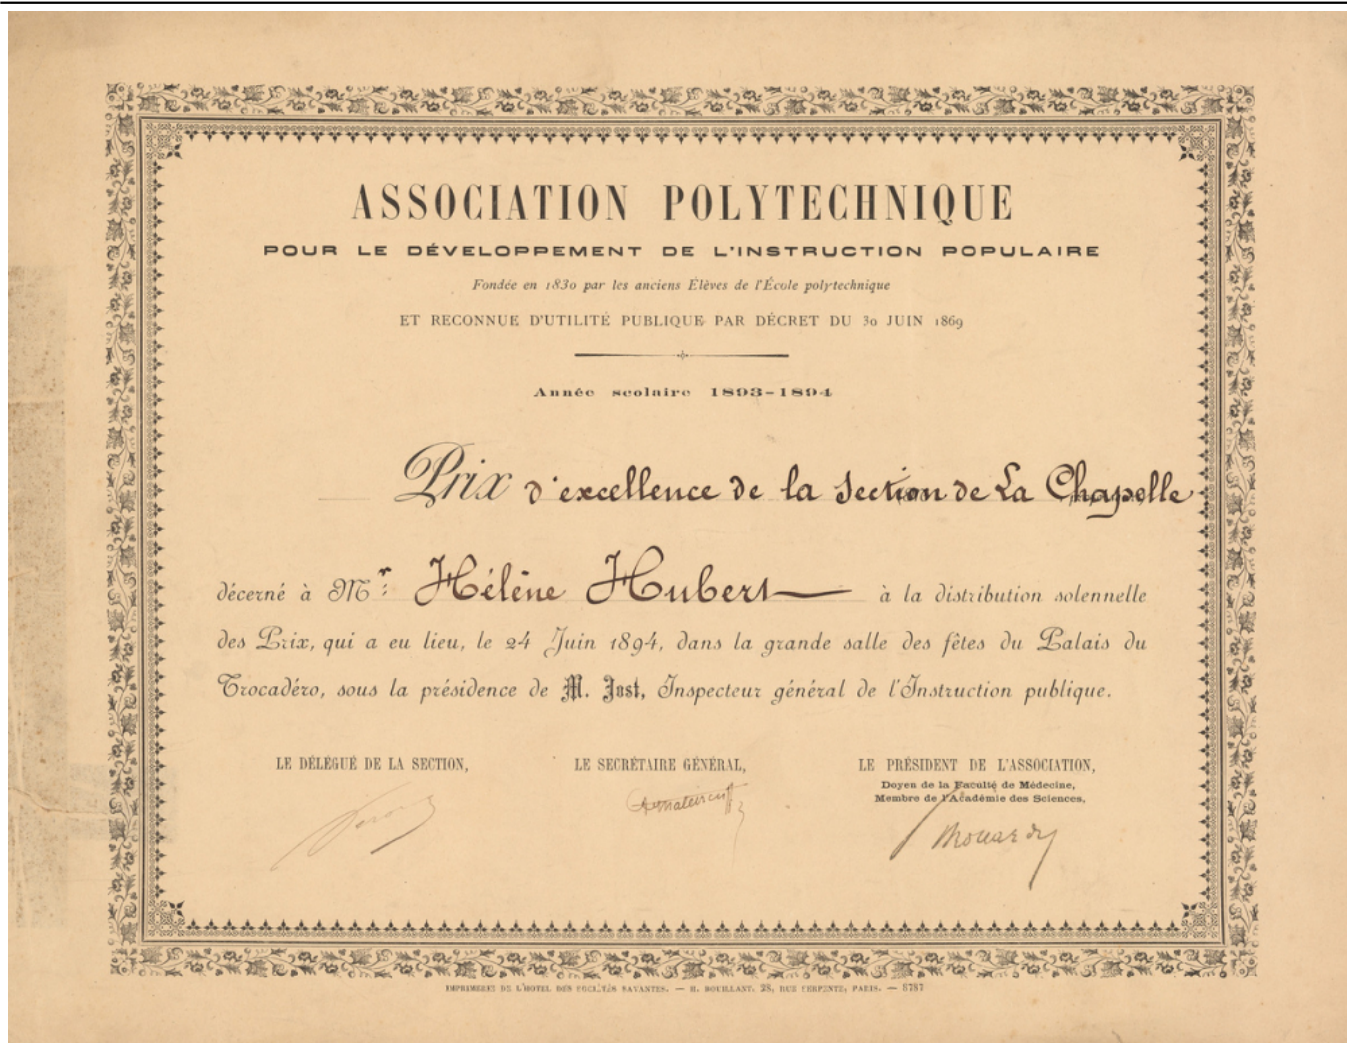 ASSOCIATION POLYTECHNIQUE
POUR LE DÉVELOPPEMENT DE L'INSTRUCTION POPULAIRE
Fondée en 1830 par les anciens Elèves de l'École polytechnique
ET RECONNUE D'UTILITÉ PUBLIQUE PAR DÉCRET DU 30 JUIN 1869
Année scolaire 1893-1894
Prix d'excellence de la Section de La Chapelle
décerné à Mr: Hélène Hubert à la distribution solennelle
des Prix, qui a eu lieu, le 24 Juin 1894, dans la grande salle des fêtes du Palais du
Trocadéro, sous la présidence de M. Jost, Inspecteur général de l'Instruction publique.
LE DÉLÉGUÉ DE LA SECTION, LE SECRÉTAIRE GÉNÉRAL, LE PRÉSIDENT DE L'ASSOCIATION,
Doyen de la Faculté de Médecine,
Membre de l'Académie des Sciences,
IMPRIMERIE DE L'HOTEL DES SOCIÉTÉS SAVANTES. — H. BOUILLANT, 28, RUE SERPENTE, PARIS. — 8787